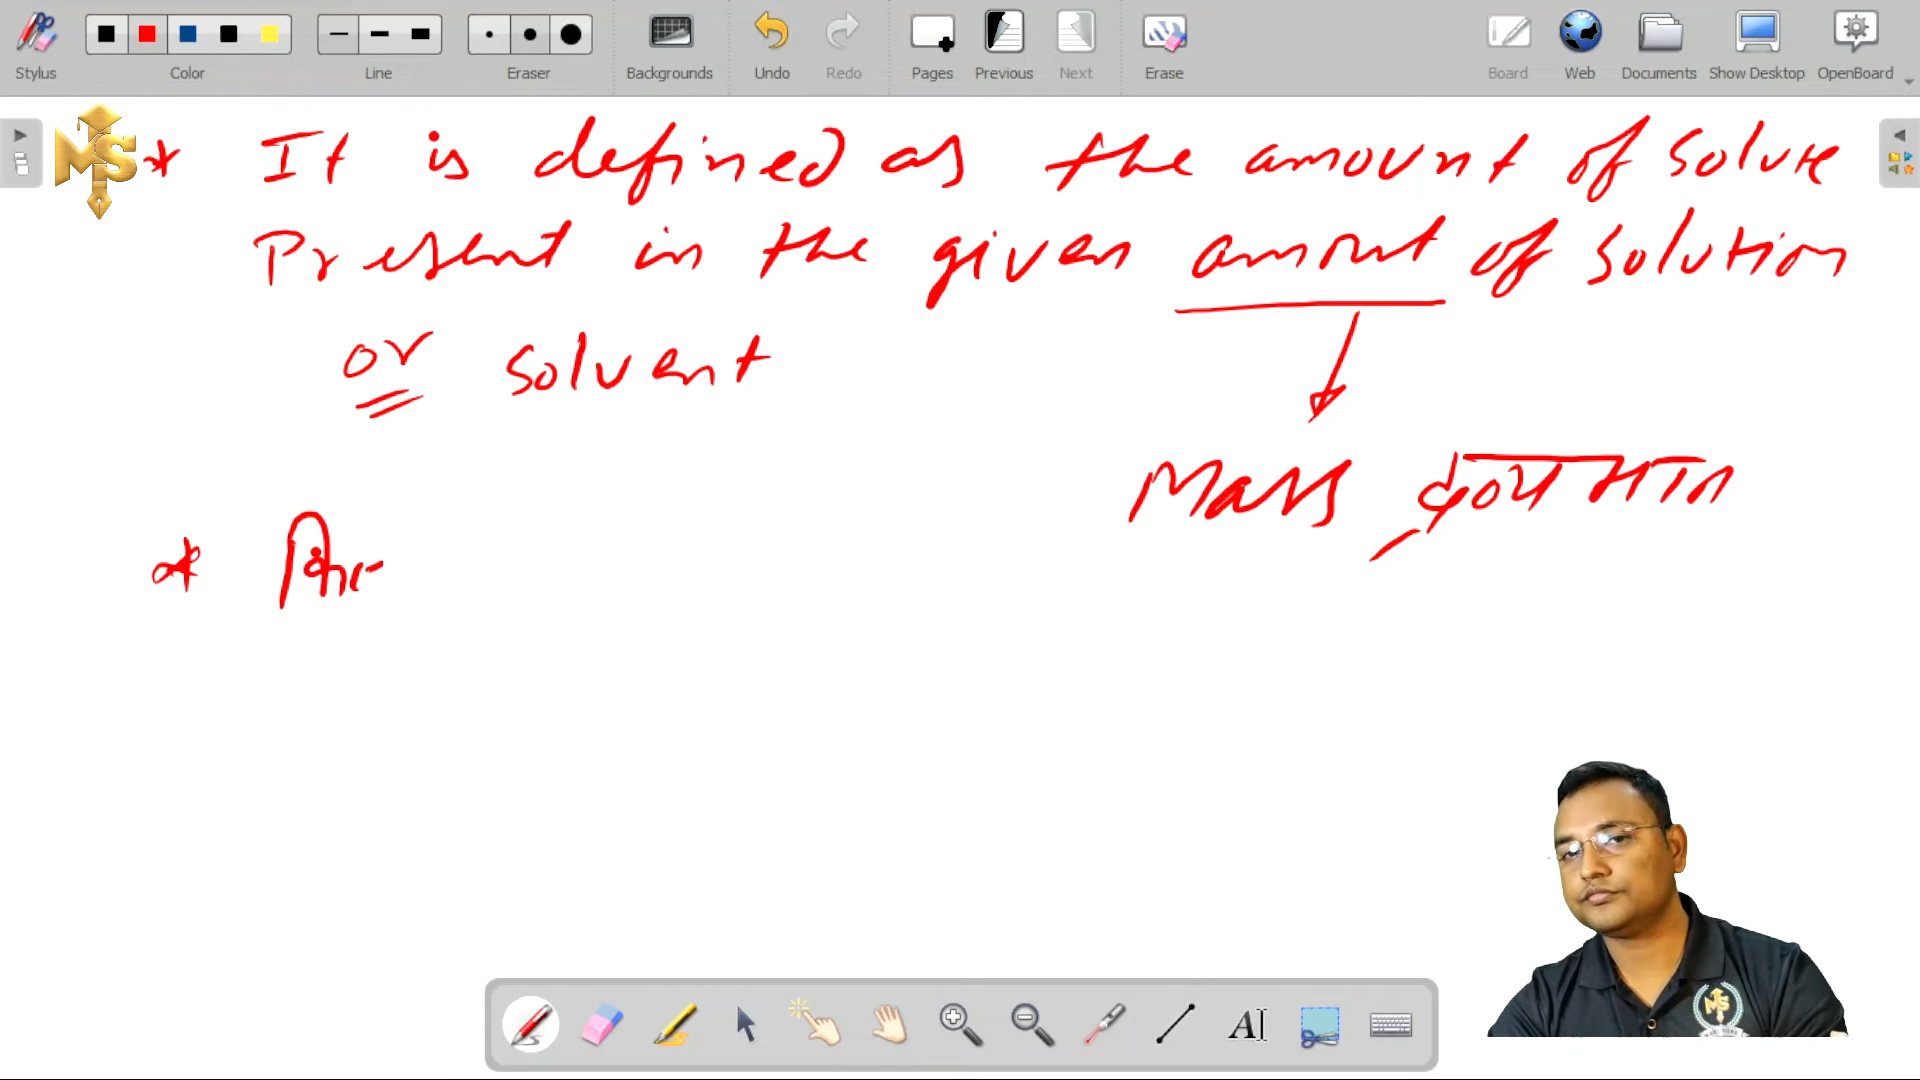 Stylus Color Line Eraser Backgrounds Undo Redo Pages Previous Next Erase Board Web Documents Show Desktop OpenBoard
MS
* It is defined as the amount of solute
Present in the given amount of solution
or solvent
Mass
*